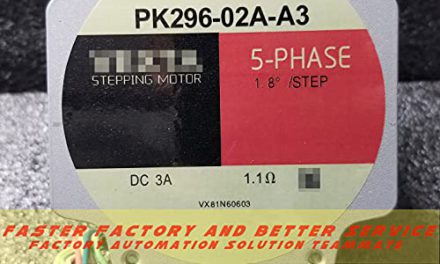 PK296-02A-A3
STEPPING MOTOR
5-PHASE
1.8° /STEP
DC 3A 1.1Ω
VX81N60603
FASTER FACTORY AND BETTER SERVICE
FACTORY AUTOMATION SOLUTION TEAMMATE